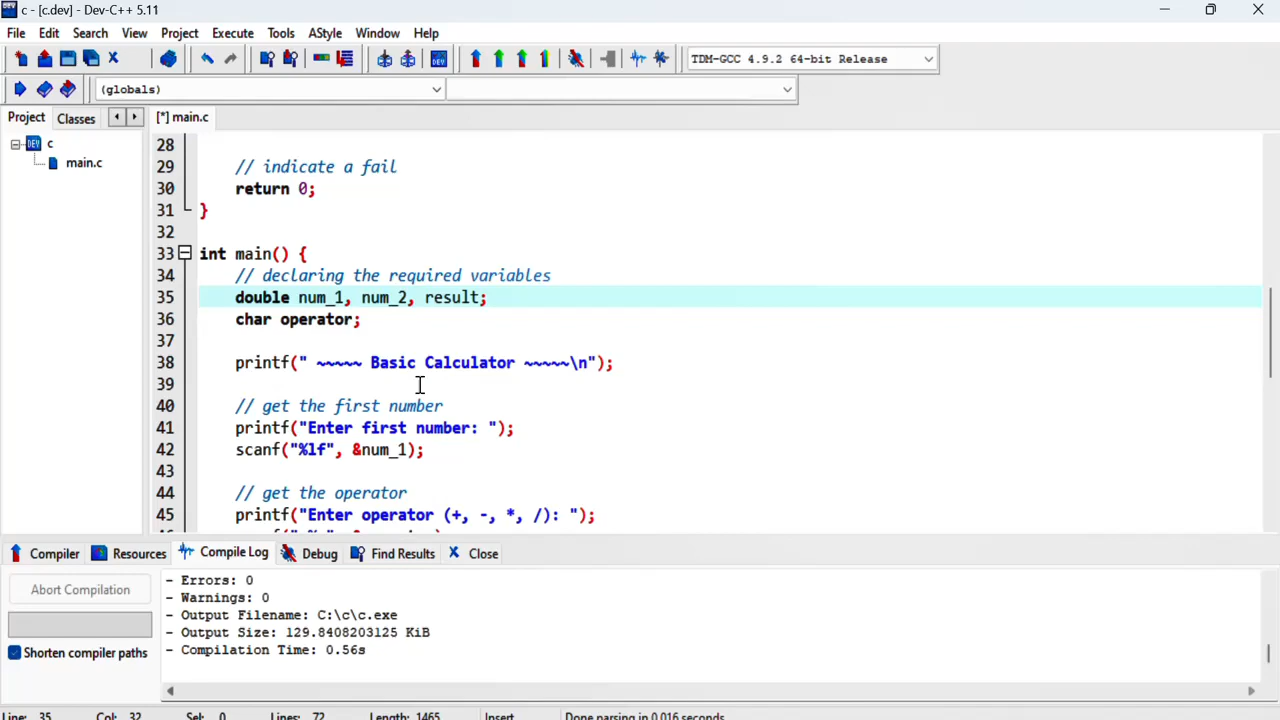 c - [c.dev] - Dev-C++ 5.11
File Edit Search View Project Execute Tools AStyle Window Help
TDM-GCC 4.9.2 64-bit Release
(globals)
Project Classes [*] main.c
c
main.c
28
29 // indicate a fail
30 return 0;
31 }
32
33 int main() {
34 // declaring the required variables
35 double num_1, num_2, result;
36 char operator;
37
38 printf(" ~~~~~ Basic Calculator ~~~~~\n");
39
40 // get the first number
41 printf("Enter first number: ");
42 scanf("%lf", &num_1);
43
44 // get the operator
45 printf("Enter operator (+, -, *, /): ");
Compiler Resources Compile Log Debug Find Results Close
Abort Compilation
Shorten compiler paths
- Errors: 0
- Warnings: 0
- Output Filename: C:\c\c.exe
- Output Size: 129.8408203125 KiB
- Compilation Time: 0.56s
Line: 35 Col: 32 Sel: 0 Lines: 72 Length: 1465 Insert Done parsing in 0.016 seconds